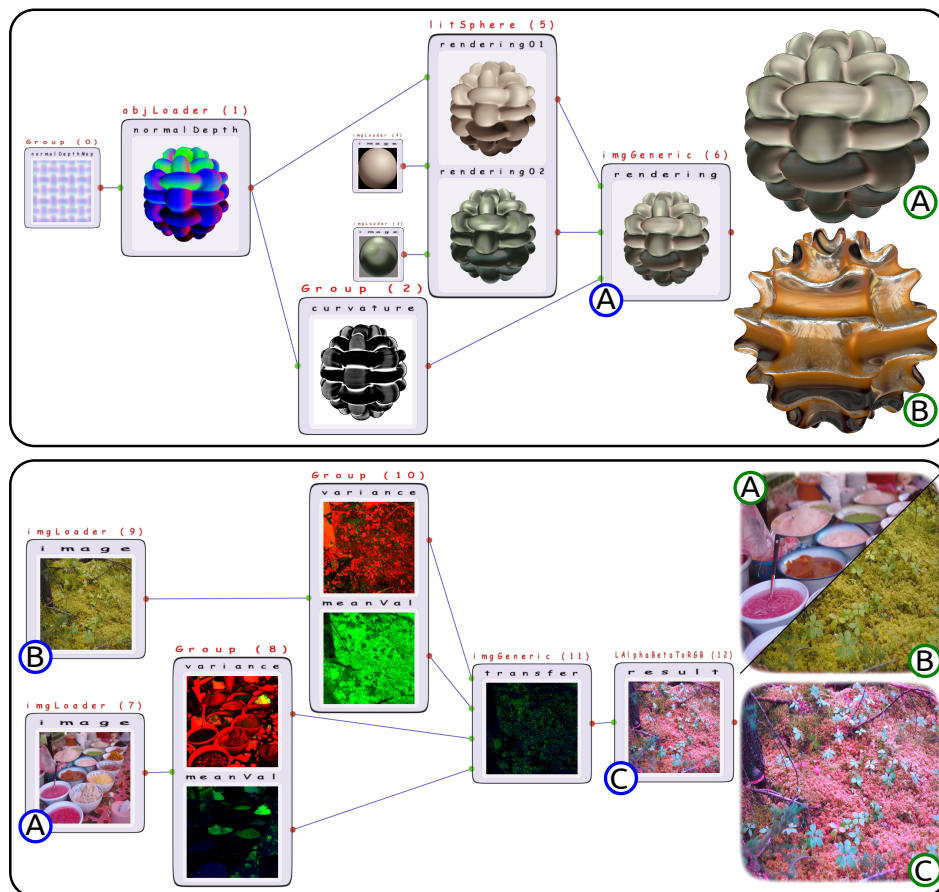 litSphere (5)
rendering01
objLoader (1)
normalDepth
Group (0)
normalDepthMap
imgLoader (4)
image
rendering02
imgGeneric (6)
rendering
A
imgLoader (3)
image
Group (2)
curvature
A
B
Group (10)
variance
A
imgLoader (9)
image
meanVal
B
Group (8)
variance
imgGeneric (11)
transfer
LAlphaBetaToRGB (12)
result
B
imgLoader (7)
image
meanVal
C
A
C